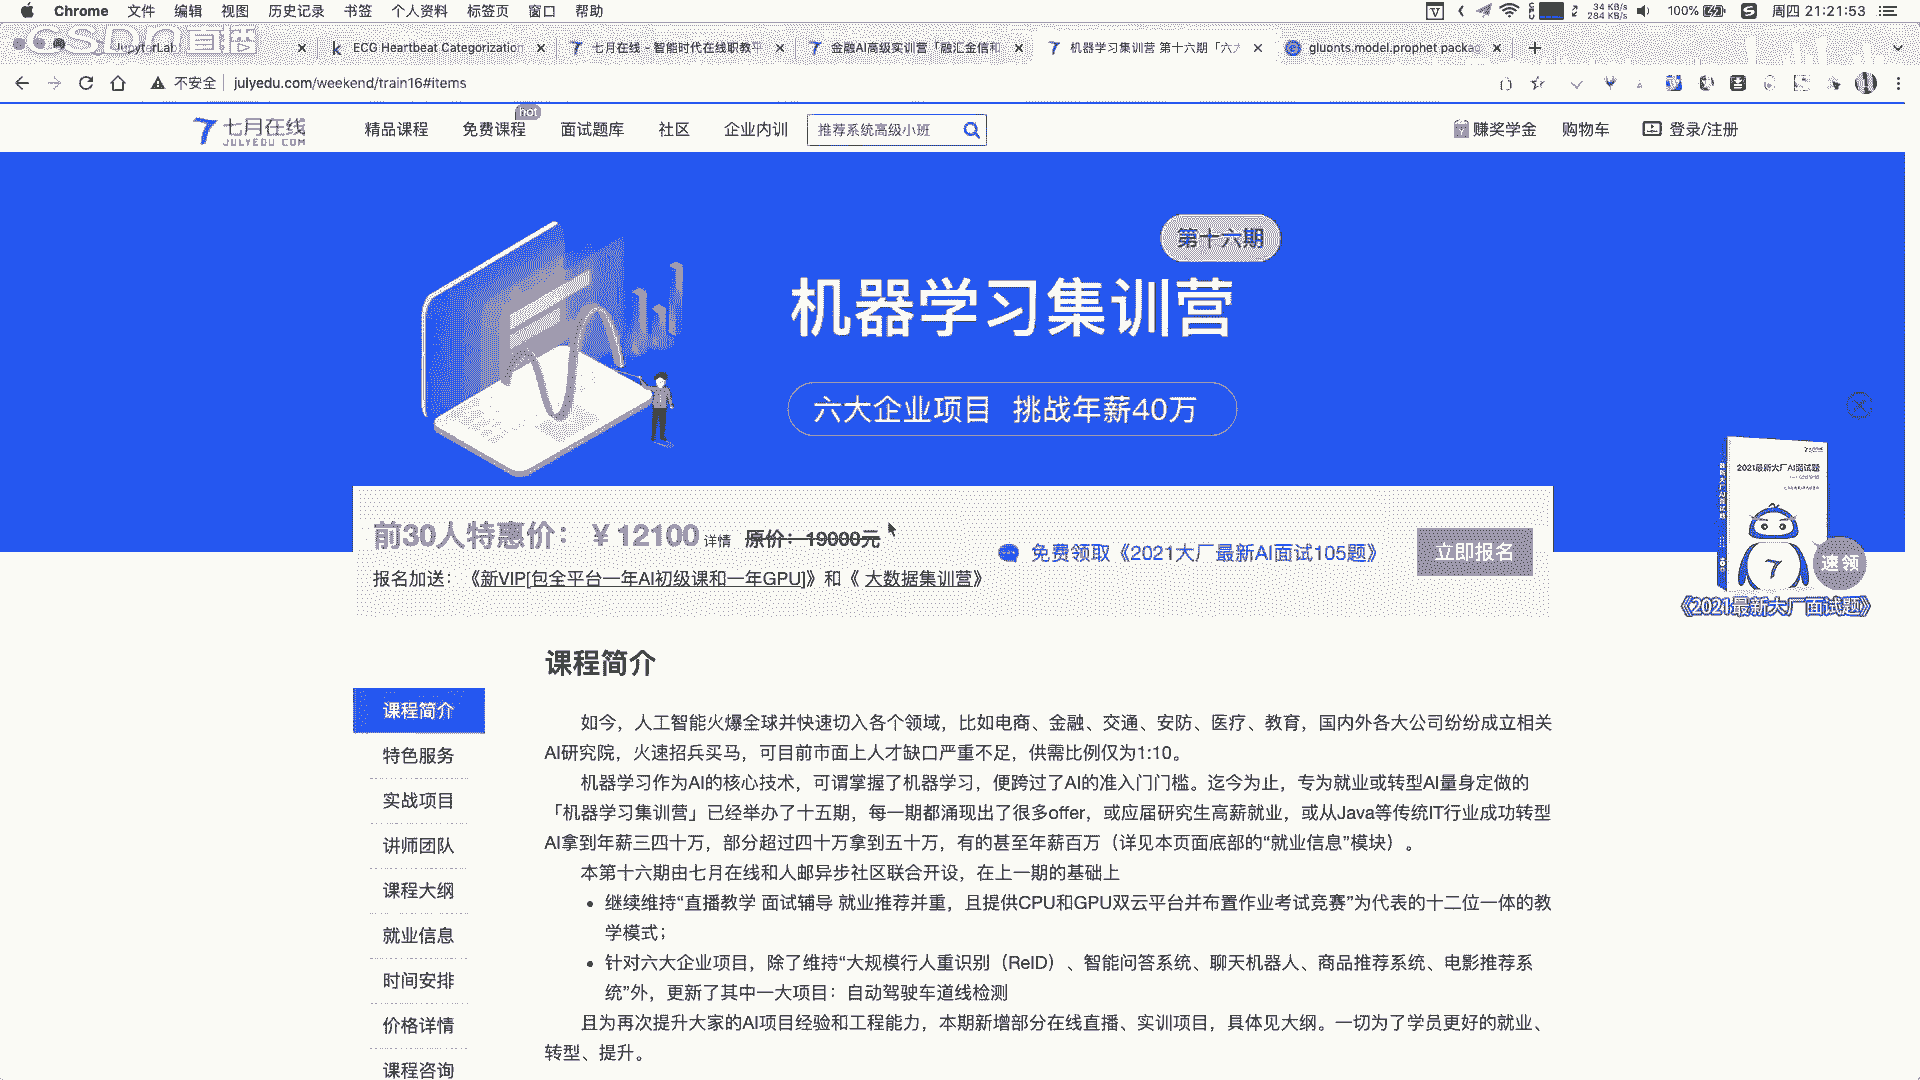 Chrome 文件 编辑 视图 历史记录 书签 个人资料 标签页 窗口 帮助
34 KB/s
284 KB/s
100%
周四 21:21:53
CSDN直播
JupyterLab
ECG Heartbeat Categorization
七月在线 - 智能时代在线职教平
金融AI高级实训营「融汇金信和
机器学习集训营 第十六期「六大
gluonts.model.prophet packag
不安全
julyedu.com/weekend/train16#items
七月在线
JULYEDU.COM
精品课程
免费课程
hot
面试题库
社区
企业内训
推荐系统高级小班
赚奖学金
购物车
登录/注册
第十六期
机器学习集训营
六大企业项目 挑战年薪40万
前30人特惠价：￥12100 详情 原价：19000元
报名加送：《新VIP[包全平台一年AI初级课和一年GPU]》和《 大数据集训营》
免费领取《2021大厂最新AI面试105题》
立即报名
2021最新大厂AI面试题
速领
《2021最新大厂面试题》
课程简介
特色服务
实战项目
讲师团队
课程大纲
就业信息
时间安排
价格详情
课程咨询
课程简介
如今，人工智能火爆全球并快速切入各个领域，比如电商、金融、交通、安防、医疗、教育，国内外各大公司纷纷成立相关
AI研究院，火速招兵买马，可目前市面上人才缺口严重不足，供需比例仅为1:10。
机器学习作为AI的核心技术，可谓掌握了机器学习，便跨过了AI的准入门门槛。迄今为止，专为就业或转型AI量身定做的
「机器学习集训营」已经举办了十五期，每一期都涌现出了很多offer，或应届研究生高薪就业，或从Java等传统IT行业成功转型
AI拿到年薪三四十万，部分超过四十万拿到五十万，有的甚至年薪百万（详见本页面底部的“就业信息”模块）。
本第十六期由七月在线和人邮异步社区联合开设，在上一期的基础上
• 继续维持“直播教学 面试辅导 就业推荐并重，且提供CPU和GPU双云平台并布置作业考试竞赛”为代表的十二位一体的教
学模式；
• 针对六大企业项目，除了维持“大规模行人重识别（ReID）、智能问答系统、聊天机器人、商品推荐系统、电影推荐系
统”外，更新了其中一大项目：自动驾驶车道线检测
且为再次提升大家的AI项目经验和工程能力，本期新增部分在线直播、实训项目，具体见大纲。一切为了学员更好的就业、
转型、提升。